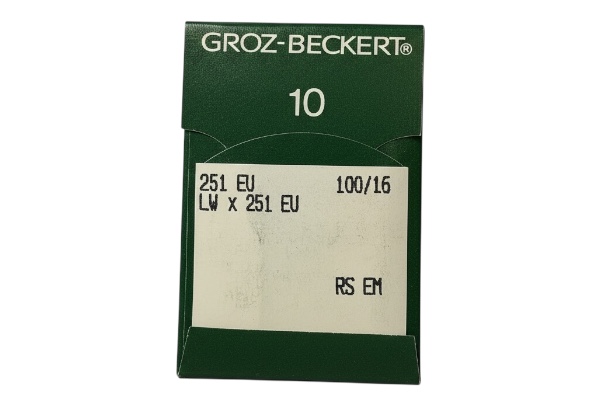 GROZ-BECKERT®
10
251 EU 100/16
LW x 251 EU
RS EM